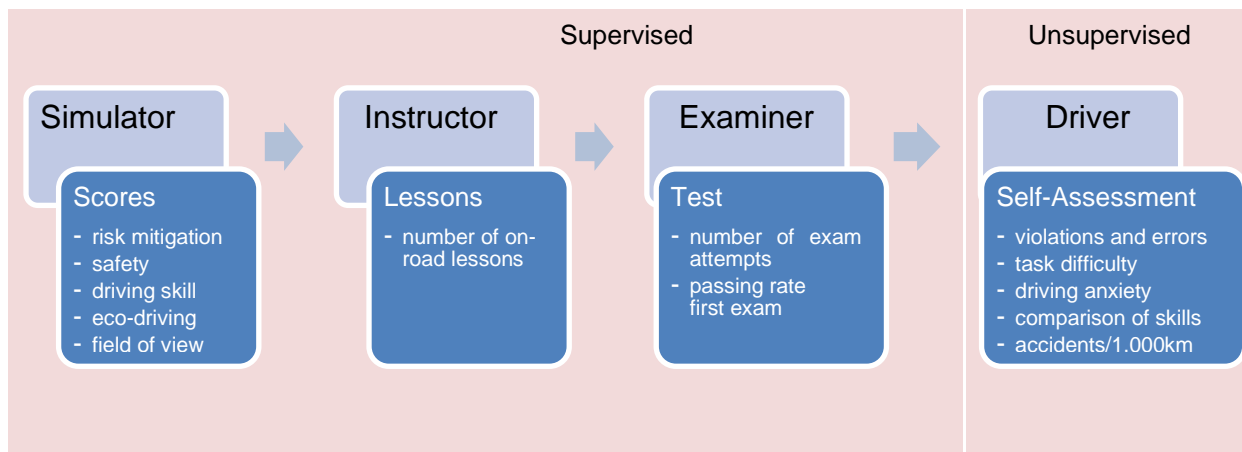 Supervised
Unsupervised
Simulator
Scores
- risk mitigation
- safety
- driving skill
- eco-driving
- field of view
Instructor
Lessons
- number of on-
road lessons
Examiner
Test
- number of exam
attempts
- passing rate
first exam
Driver
Self-Assessment
- violations and errors
- task difficulty
- driving anxiety
- comparison of skills
- accidents/1.000km